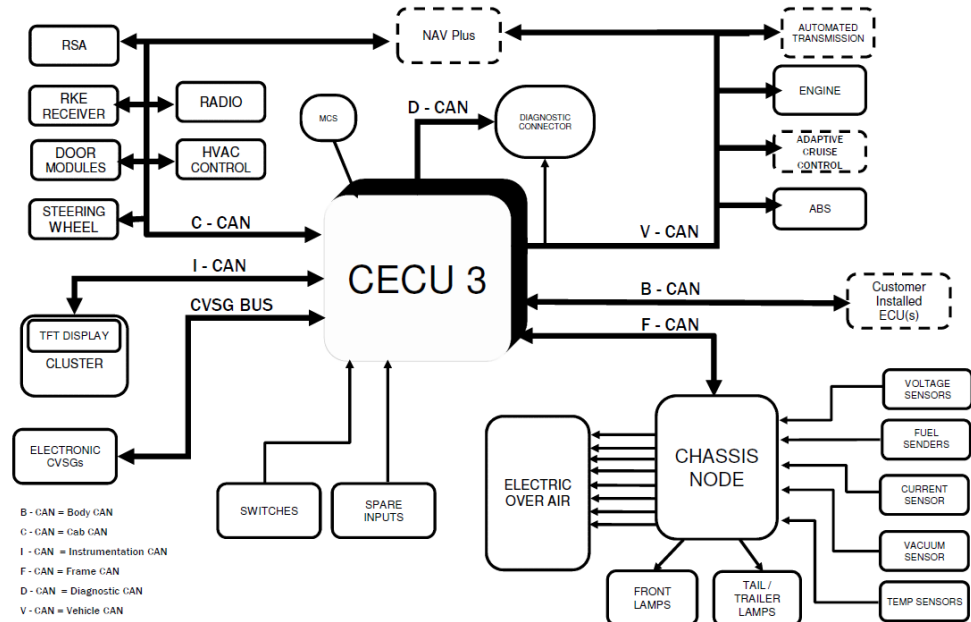 RSA
NAV Plus
AUTOMATED
TRANSMISSION
RKE
RECEIVER
RADIO
MCS
D - CAN
DIAGNOSTIC
CONNECTOR
ENGINE
DOOR
MODULES
HVAC
CONTROL
ADAPTIVE
CRUISE
CONTROL
STEERING
WHEEL
C - CAN
V - CAN
ABS
CECU 3
I - CAN
B - CAN
Customer
Installed
ECU(s)
CVSG BUS
F - CAN
TFT DISPLAY
CLUSTER
VOLTAGE
SENSORS
FUEL
SENDERS
ELECTRONIC
CVSGs
ELECTRIC
OVER AIR
CHASSIS
NODE
CURRENT
SENSOR
SWITCHES
SPARE
INPUTS
VACUUM
SENSOR
FRONT
LAMPS
TAIL /
TRAILER
LAMPS
TEMP SENSORS
B - CAN = Body CAN
C - CAN = Cab CAN
I - CAN = Instrumentation CAN
F - CAN = Frame CAN
D - CAN = Diagnostic CAN
V - CAN = Vehicle CAN